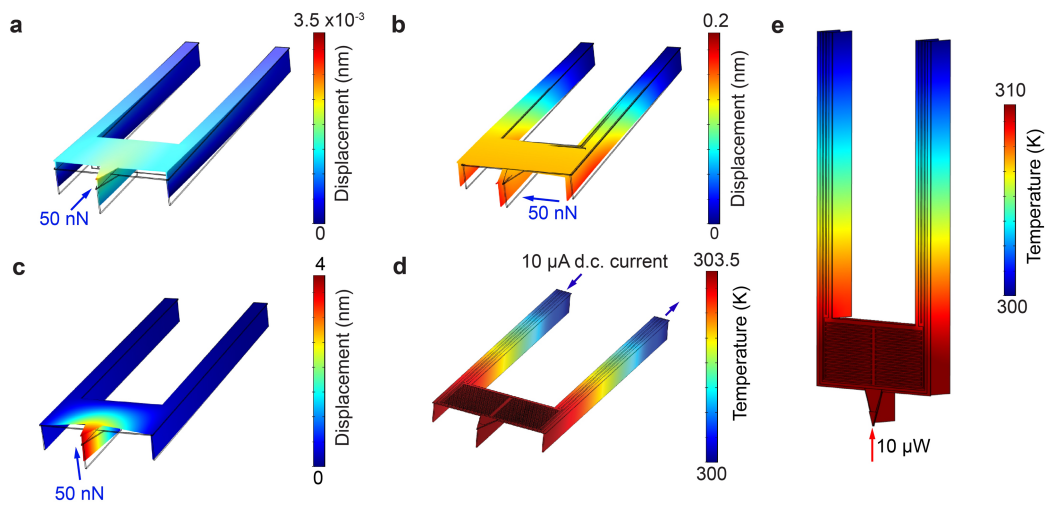 a
3.5 x10⁻³
Displacement (nm)
0
50 nN
b
0.2
Displacement (nm)
0
50 nN
c
4
Displacement (nm)
0
50 nN
d
10 µA d.c. current
303.5
Temperature (K)
300
e
310
Temperature (K)
300
10 µW